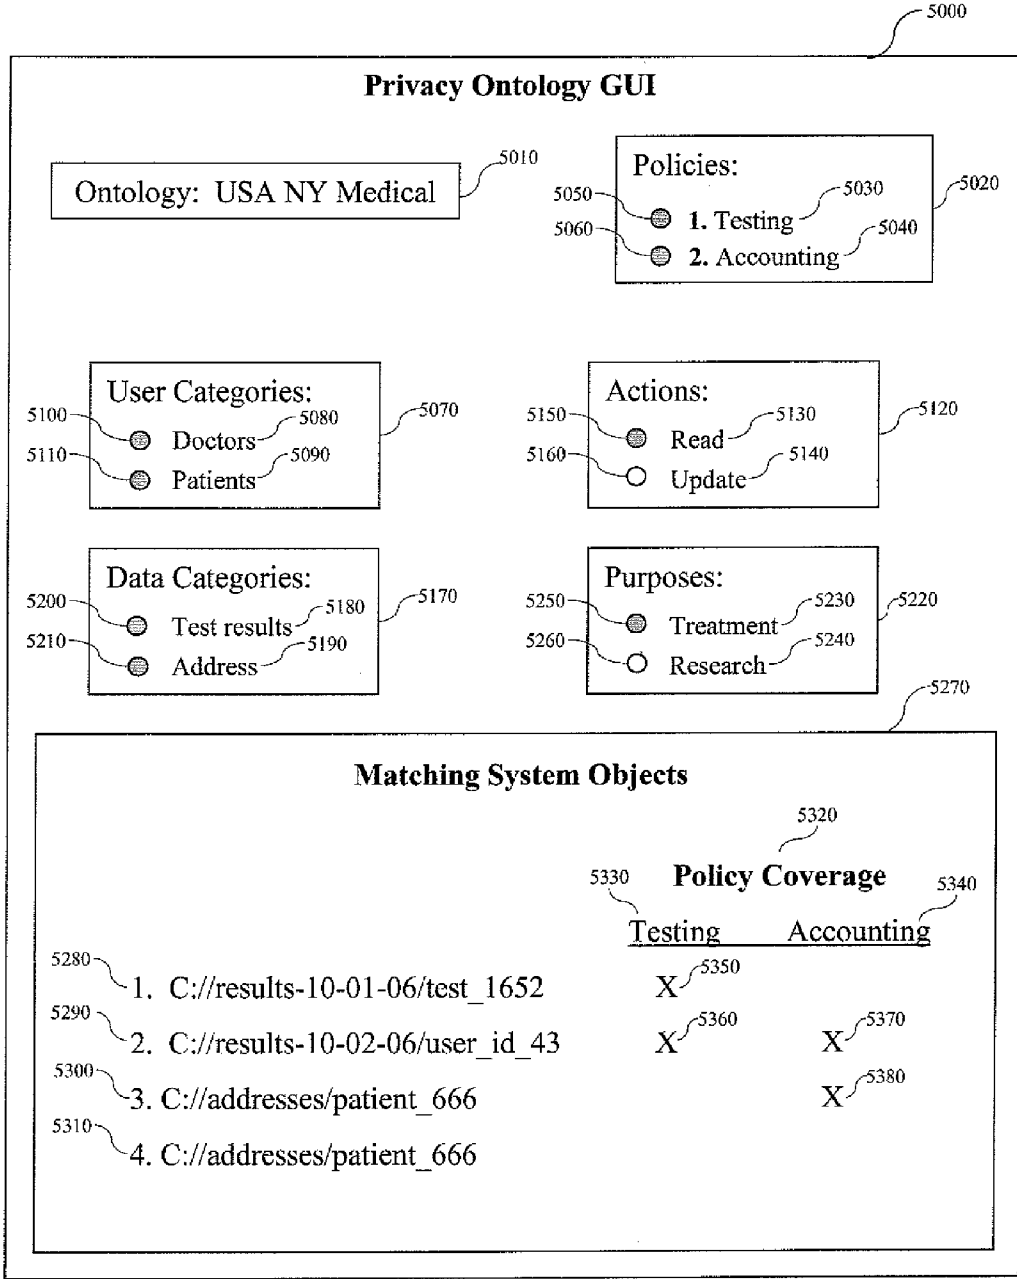 5000
Privacy Ontology GUI
Ontology: USA NY Medical
5010
Policies:
5020
5050
1. Testing
5030
5060
2. Accounting
5040
User Categories:
5070
5100
Doctors
5080
5110
Patients
5090
Actions:
5120
5150
Read
5130
5160
Update
5140
Data Categories:
5170
5200
Test results
5180
5210
Address
5190
Purposes:
5220
5250
Treatment
5230
5260
Research
5240
5270
Matching System Objects
5320
Policy Coverage
5330
5340
Testing Accounting
5280
1. C://results-10-01-06/test_1652 X 5350
5290
2. C://results-10-02-06/user_id_43 X 5360 X 5370
5300
3. C://addresses/patient_666 X 5380
5310
4. C://addresses/patient_666